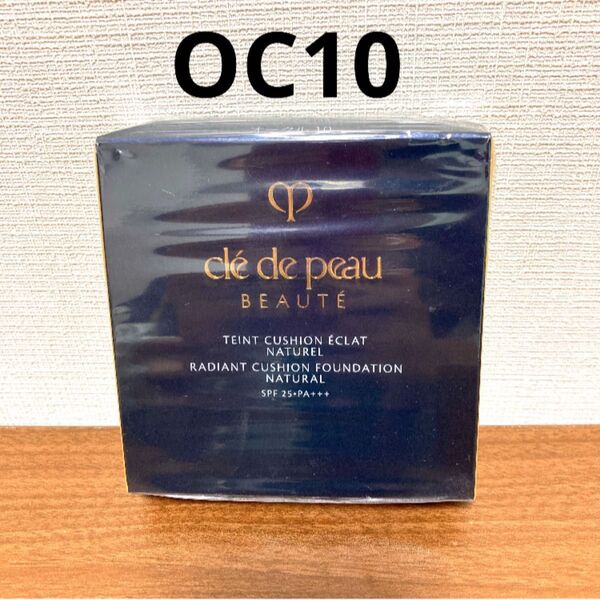 OC10
clé de peau
BEAUTÉ
TEINT CUSHION ÉCLAT
NATUREL
RADIANT CUSHION FOUNDATION
NATURAL
SPF 25•PA+++